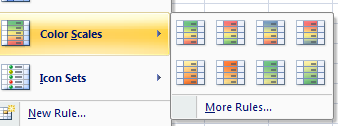 Color Scales
Icon Sets
New Rule...
More Rules...